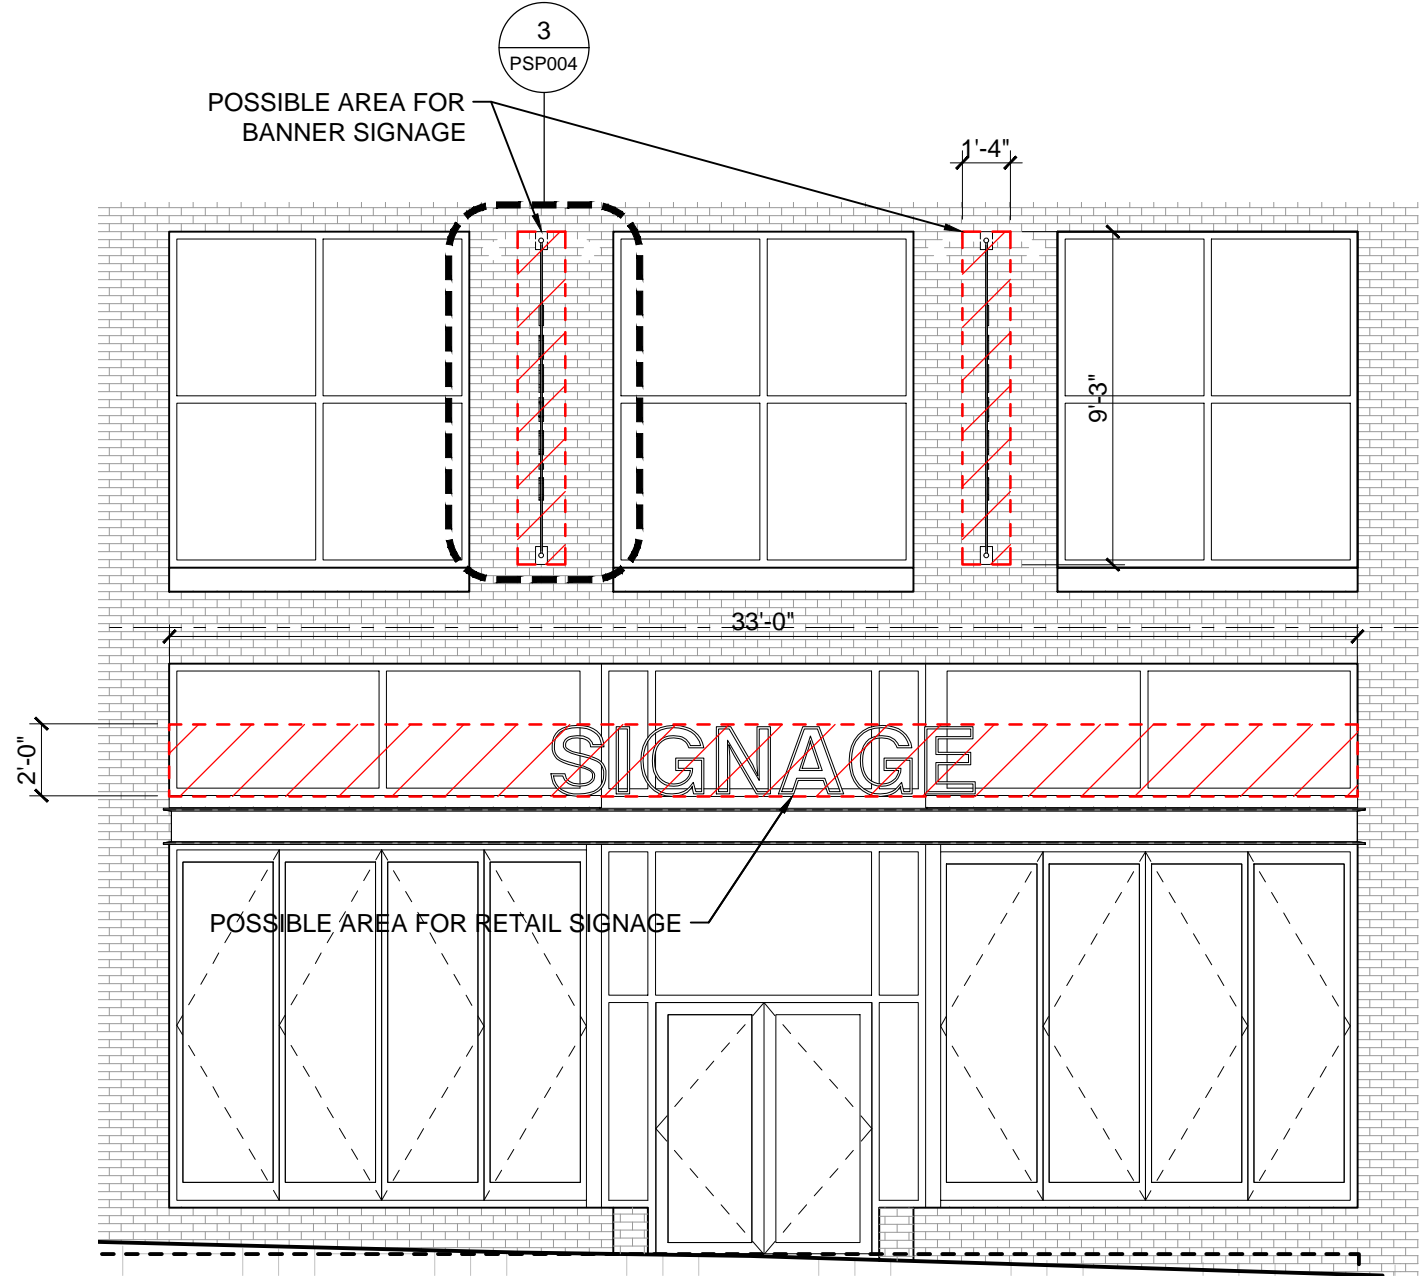 3
PSP004
POSSIBLE AREA FOR
BANNER SIGNAGE
1'-4"
9'-3"
33'-0"
2'-0"
SIGNAGE
POSSIBLE AREA FOR RETAIL SIGNAGE